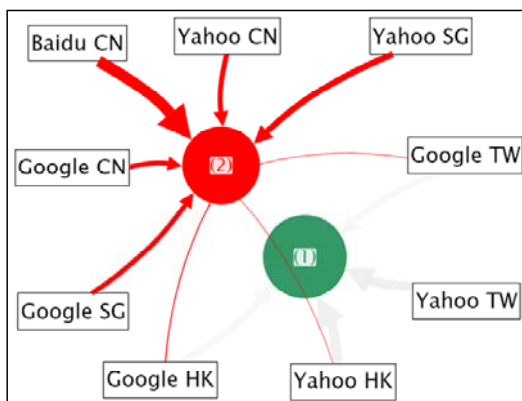 Baidu CN
Yahoo CN
Yahoo SG
Google CN
(2)
Google TW
(1)
Google SG
Yahoo TW
Google HK
Yahoo HK